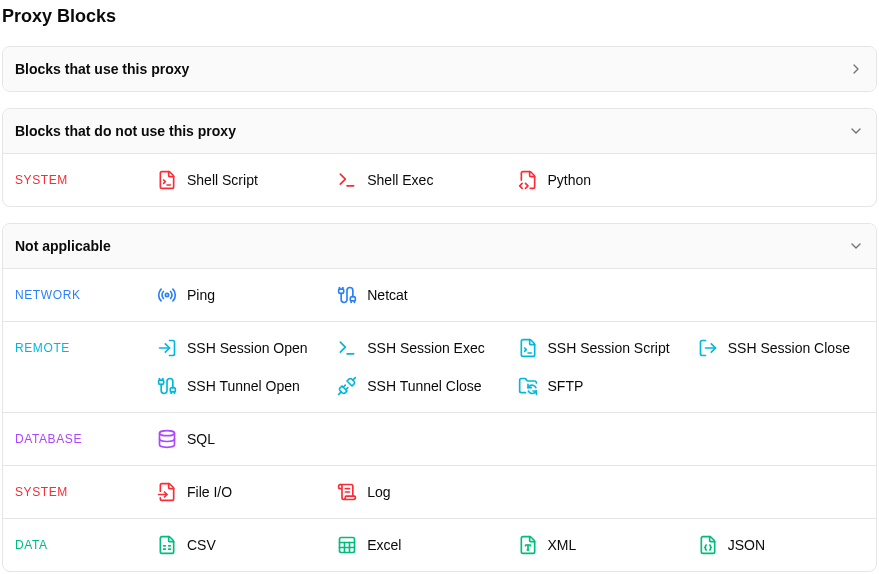 Proxy Blocks
Blocks that use this proxy
Blocks that do not use this proxy
SYSTEM Shell Script Shell Exec Python
Not applicable
NETWORK Ping Netcat
REMOTE SSH Session Open SSH Session Exec SSH Session Script SSH Session Close
SSH Tunnel Open SSH Tunnel Close SFTP
DATABASE SQL
SYSTEM File I/O Log
DATA CSV Excel XML JSON